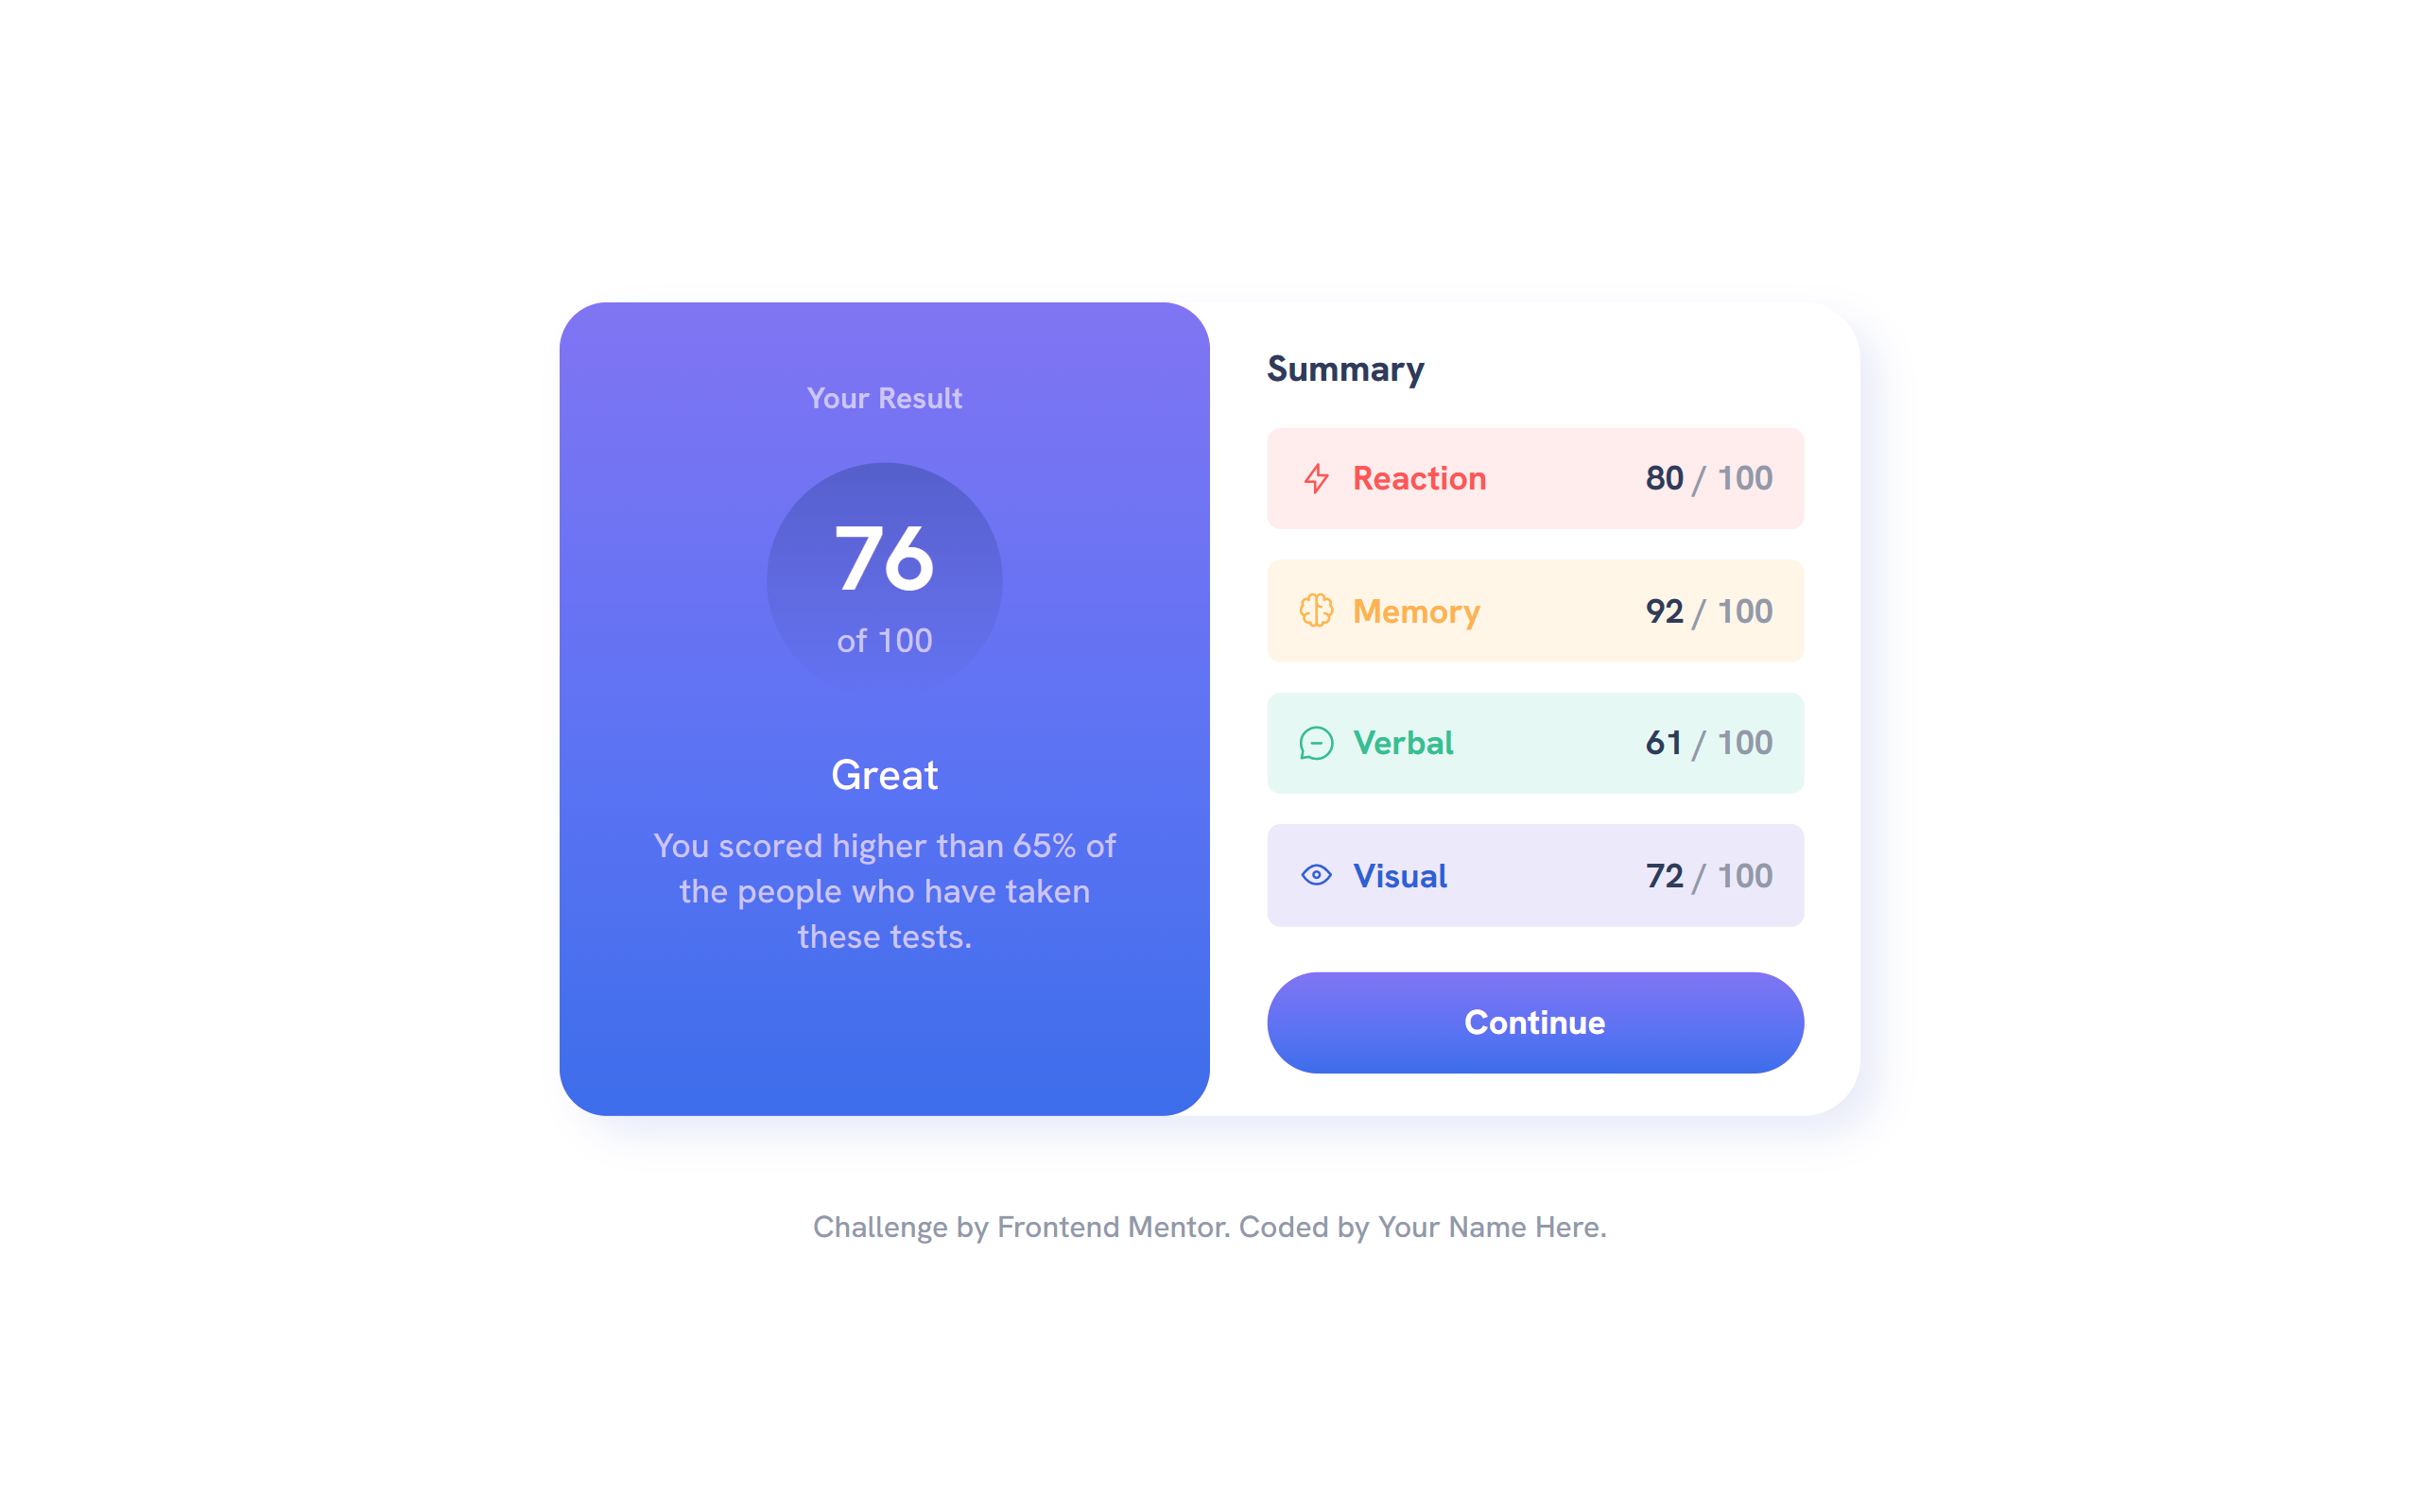 Your Result
76
of 100
Great
You scored higher than 65% of
the people who have taken
these tests.
Summary
Reaction 80 / 100
Memory 92 / 100
Verbal 61 / 100
Visual 72 / 100
Continue
Challenge by Frontend Mentor. Coded by Your Name Here.